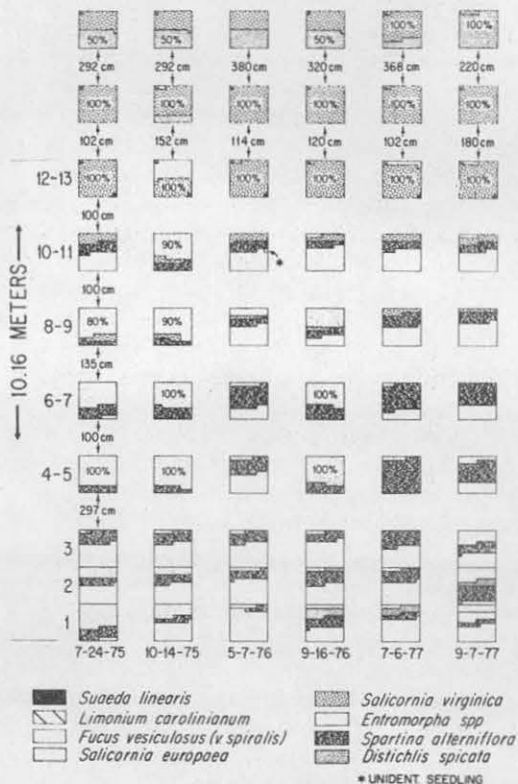 100%
50% 50% 50% 100%
292 cm 292 cm 380 cm 320 cm 368 cm 220 cm
100% 100% 100% 100% 100% 100%
102 cm 152 cm 114 cm 120 cm 102 cm 180 cm
12-13 100% 100% 100% 100% 100% 100%
100 cm
10-11 90%
*
100 cm
8-9 80% 90%
135 cm
10.16 METERS
6-7 100% 100%
100 cm
4-5 100% 100% 100%
297 cm
3
2
1
7-24-75 10-14-75 5-7-76 9-16-76 7-6-77 9-7-77
Suaeda linearis
Limonium carolinianum
Fucus vesiculosus (v. spiralis)
Salicornia europaea
Salicornia virginica
Entromorpha spp
Spartina alterniflora
Distichlis spicata
* UNIDENT. SEEDLING